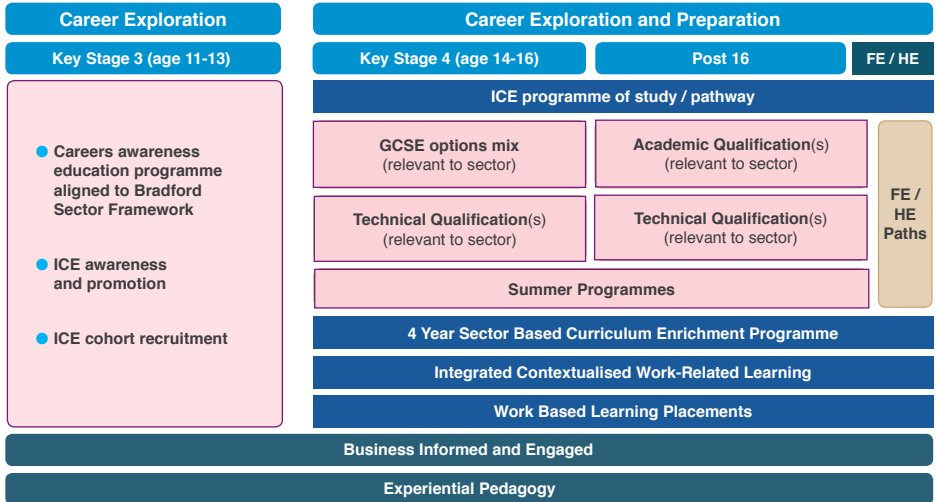 Career Exploration
Career Exploration and Preparation
Key Stage 3 (age 11-13)
Key Stage 4 (age 14-16)
Post 16
FE / HE
Careers awareness
education programme
aligned to Bradford
Sector Framework
ICE awareness
and promotion
ICE cohort recruitment
ICE programme of study / pathway
GCSE options mix
(relevant to sector)
Academic Qualification(s)
(relevant to sector)
Technical Qualification(s)
(relevant to sector)
Technical Qualification(s)
(relevant to sector)
FE /
HE
Paths
Summer Programmes
4 Year Sector Based Curriculum Enrichment Programme
Integrated Contextualised Work-Related Learning
Work Based Learning Placements
Business Informed and Engaged
Experiential Pedagogy